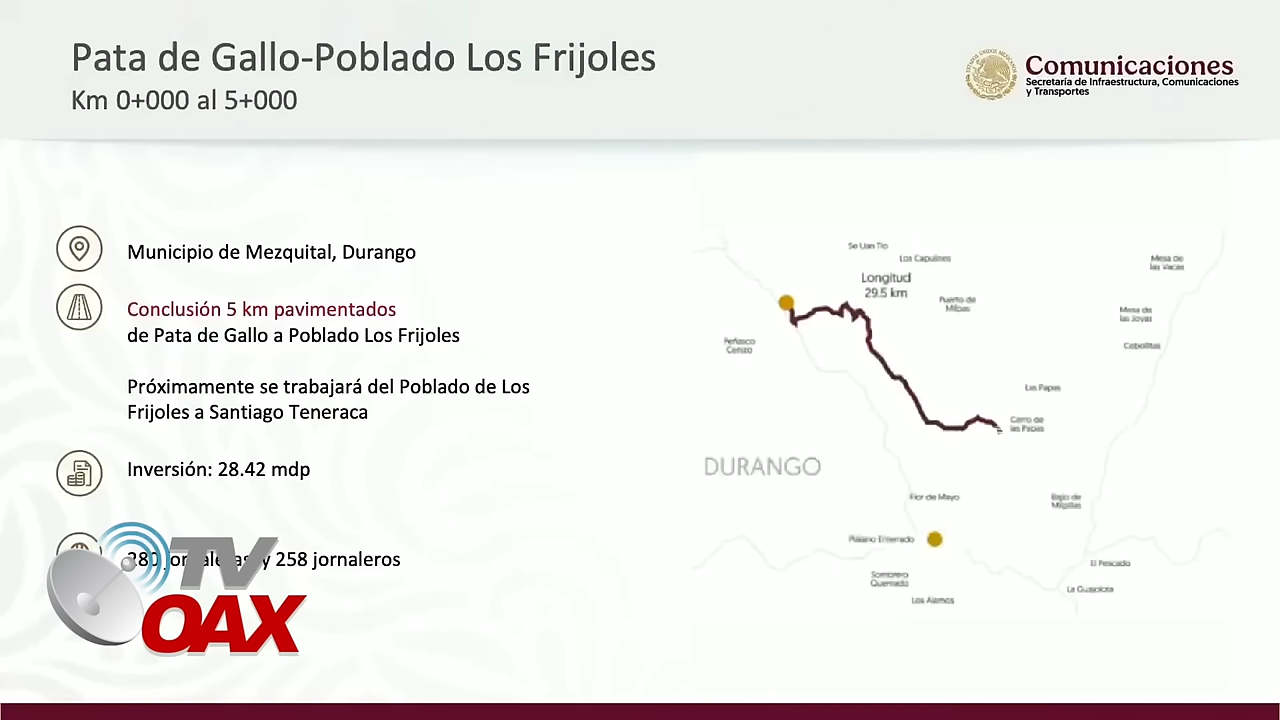 Pata de Gallo-Poblado Los Frijoles
Km 0+000 al 5+000
Comunicaciones
Secretaría de Infraestructura, Comunicaciones
y Transportes
Municipio de Mezquital, Durango
Conclusión 5 km pavimentados
de Pata de Gallo a Poblado Los Frijoles
Próximamente se trabajará del Poblado de Los
Frijoles a Santiago Teneraca
Inversión: 28.42 mdp
y 258 jornaleros
TV
OAX
Los Capulines
Longitud
29.5 km
Mesa de
las Vacas
Puerto de
Milpas
Mesa de
las Joyas
Peñasco
Cenizo
Cebollitas
Las Papas
Cerro de
las Papas
DURANGO
Flor de Mayo
Bajío de
Milpillas
Sombrero
Quemado
El Pescado
La Guajolota
Los Alamos